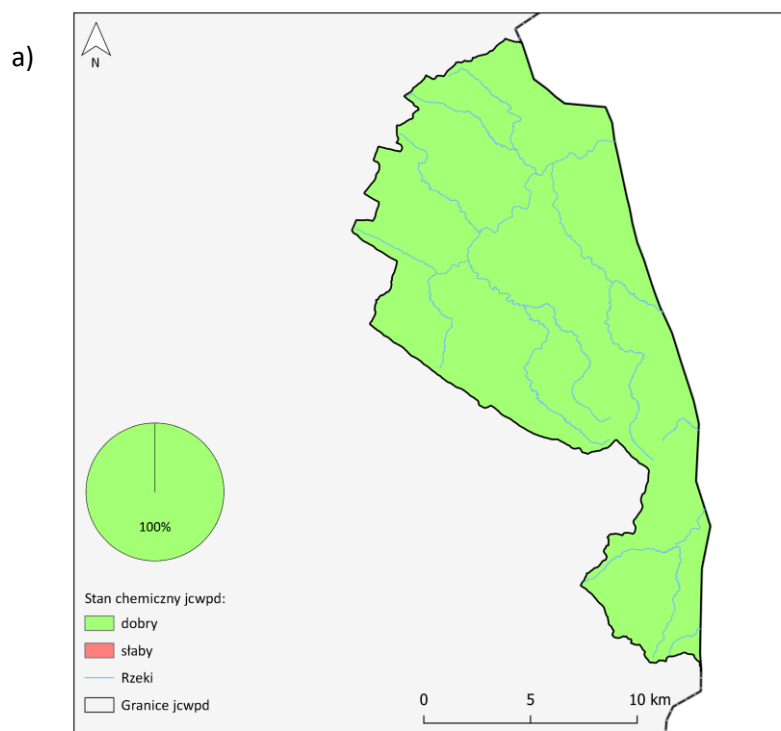 a)
N
100%
Stan chemiczny jcwpd:
dobry
słaby
Rzeki
Granice jcwpd
0 5 10 km